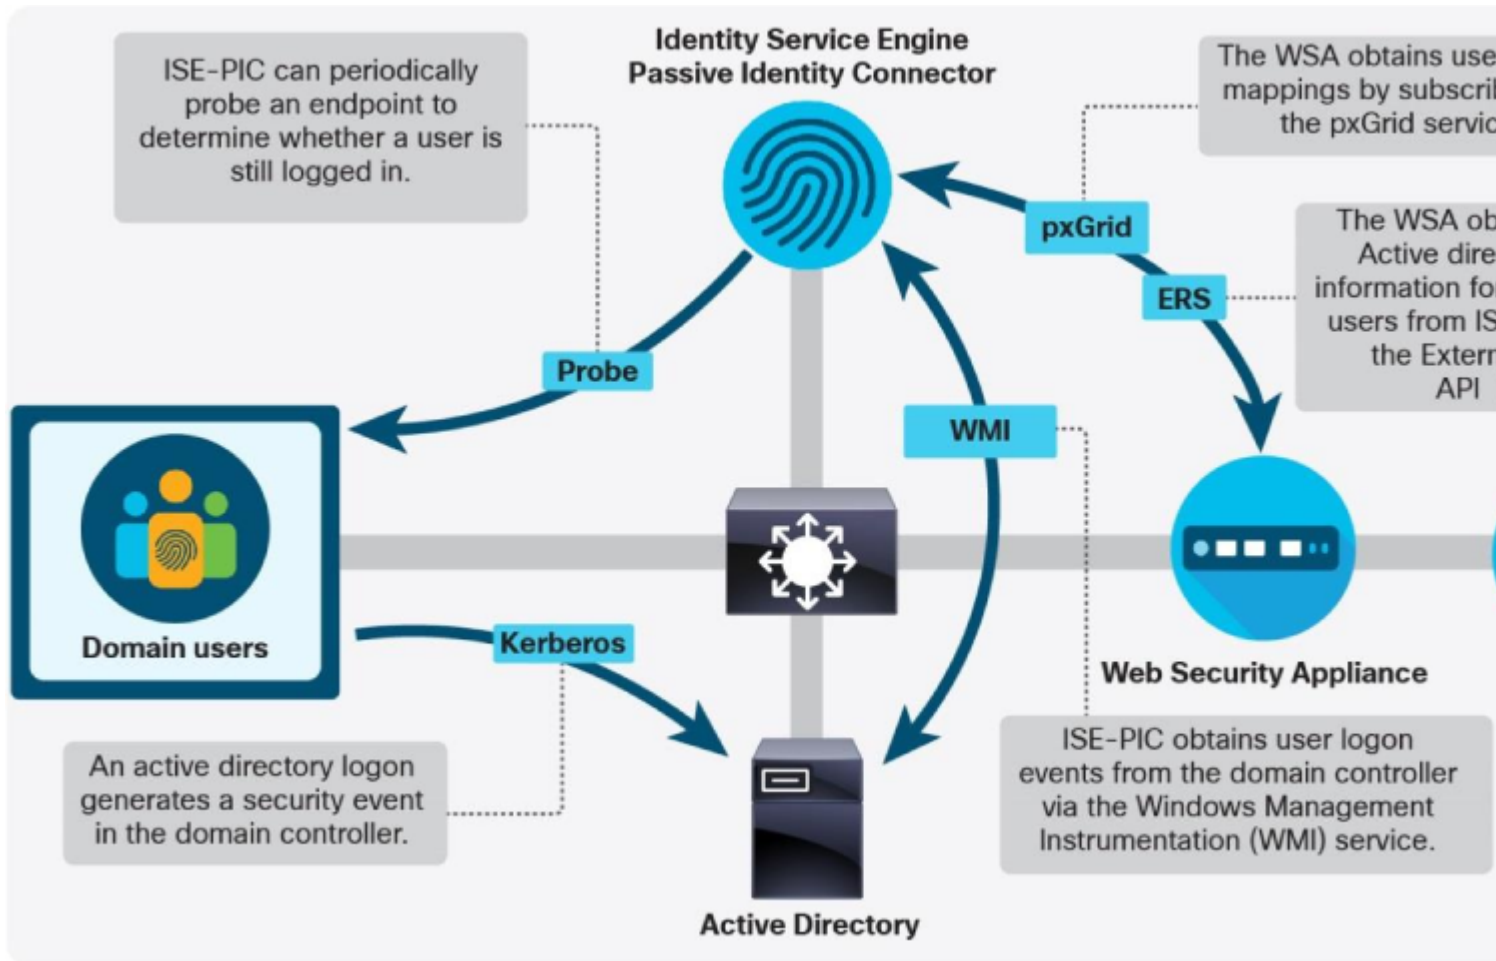 Identity Service Engine
Passive Identity Connector
ISE-PIC can periodically
probe an endpoint to
determine whether a user is
still logged in.
The WSA obtains use
mappings by subscrib
the pxGrid servic
pxGrid
The WSA ob
Active dire
information for
users from IS
the Extern
API
ERS
Probe
WMI
Domain users
Kerberos
Web Security Appliance
An active directory logon
generates a security event
in the domain controller.
ISE-PIC obtains user logon
events from the domain controller
via the Windows Management
Instrumentation (WMI) service.
Active Directory